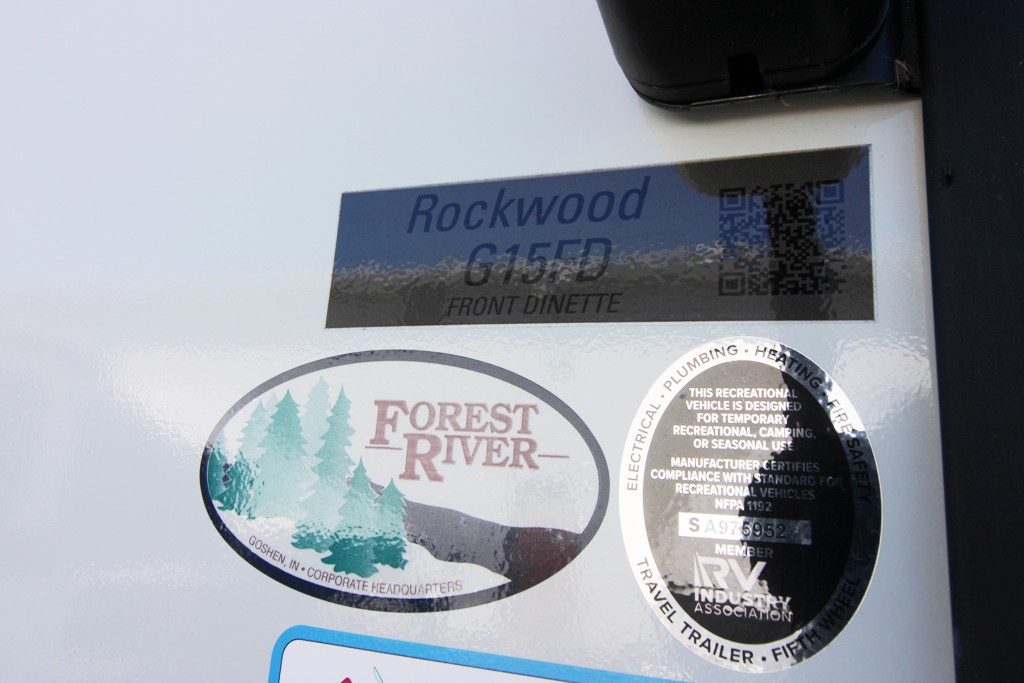 Rockwood
G15FD
FRONT DINETTE
FOREST
RIVER
GOSHEN, IN • CORPORATE HEADQUARTERS
ELECTRICAL • PLUMBING • HEATING • FIRE SAFETY
THIS RECREATIONAL
VEHICLE IS DESIGNED
FOR TEMPORARY
RECREATIONAL, CAMPING,
OR SEASONAL USE
MANUFACTURER CERTIFIES
COMPLIANCE WITH STANDARD FOR
RECREATIONAL VEHICLES
NFPA 1192
SA975952
MEMBER
RV
INDUSTRY
ASSOCIATION
TRAVEL TRAILER • FIFTH WHEEL